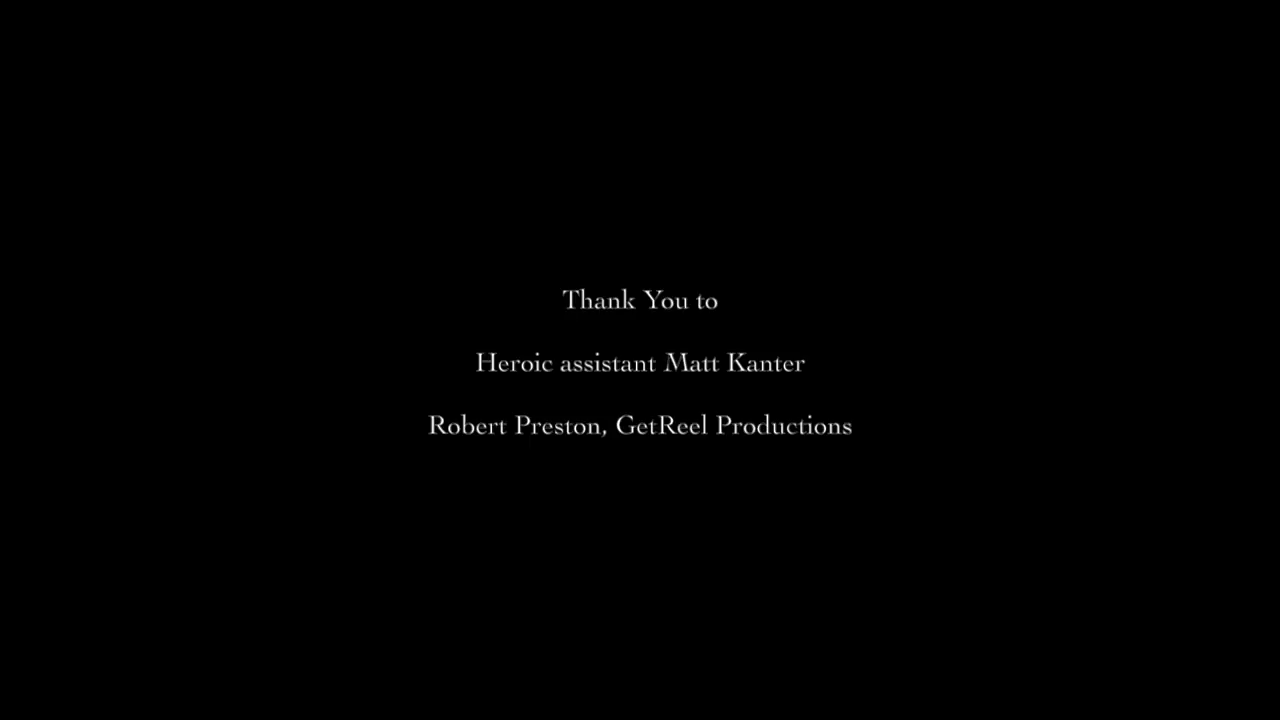 Thank You to
Heroic assistant Matt Kanter
Robert Preston, GetReel Productions